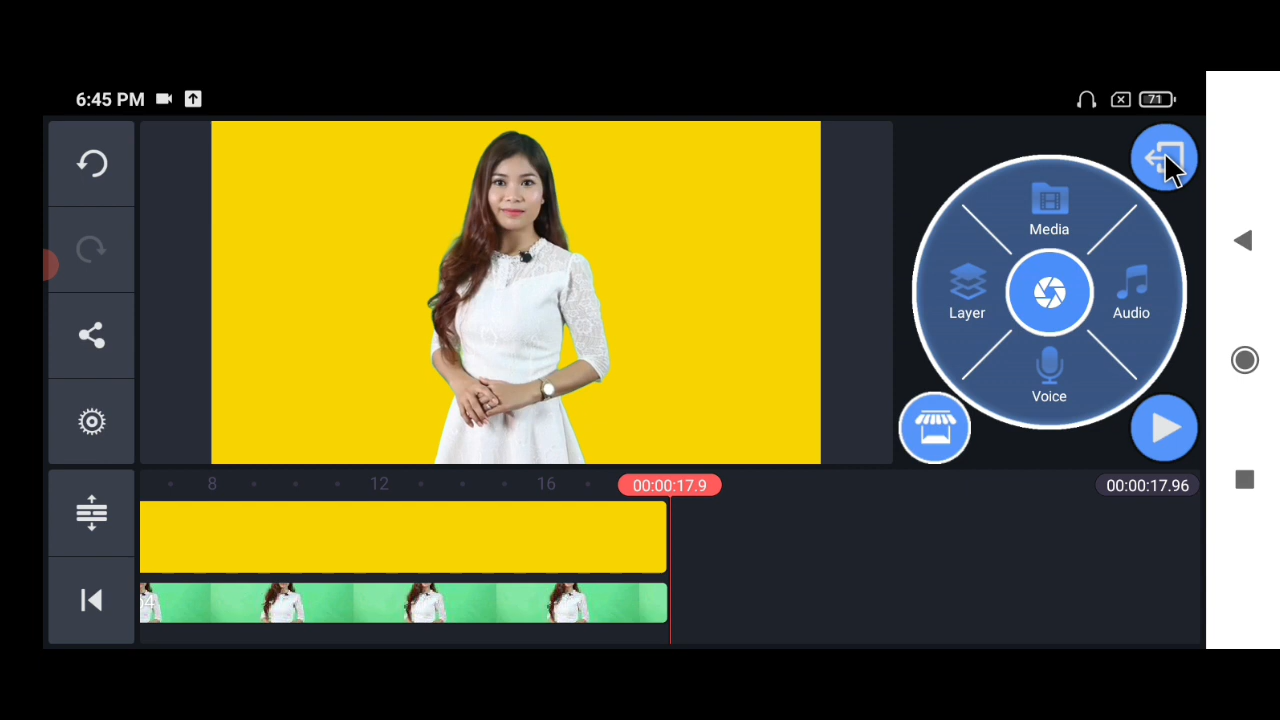 6:45 PM
71
Media
Layer
Audio
Voice
8
12
16
00:00:17.9
00:00:17.96